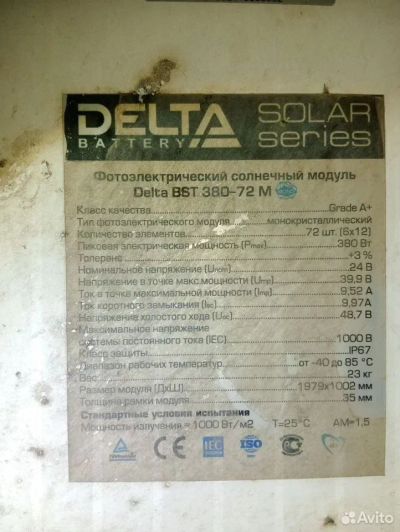 DELTA
BATTERY
SOLAR
series
Фотоэлектрический солнечный модуль
Delta BST 380-72 M
Класс качества Grade A+
Тип фотоэлектрического модуля монокристаллический
Количество элементов 72 шт. (6x12)
Пиковая электрическая мощность (Pmax) 380 Вт
Толеранс +3 %
Номинальное напряжение (Unom) 24 В
Напряжение в точке макс.мощности (Ump) 39,9 В
Ток в точке максимальной мощности (Imp) 9,52 А
Ток короткого замыкания (Isc) 9,97А
Напряжение холостого хода (Uoc) 48,7 В
Максимальное напряжение
системы постоянного тока (IEC) 1000 В
Класс защиты IP67
Диапазон рабочих температур от -40 до 85 °C
Вес 23 кг
Размер модуля (ДxШ) 1979x1002 мм
Толщина рамки модуля 35 мм
Стандартные условия испытания
Мощность излучения = 1000 Вт/м2 T=25°C AM=1.5
CE IEC ISO
Avito